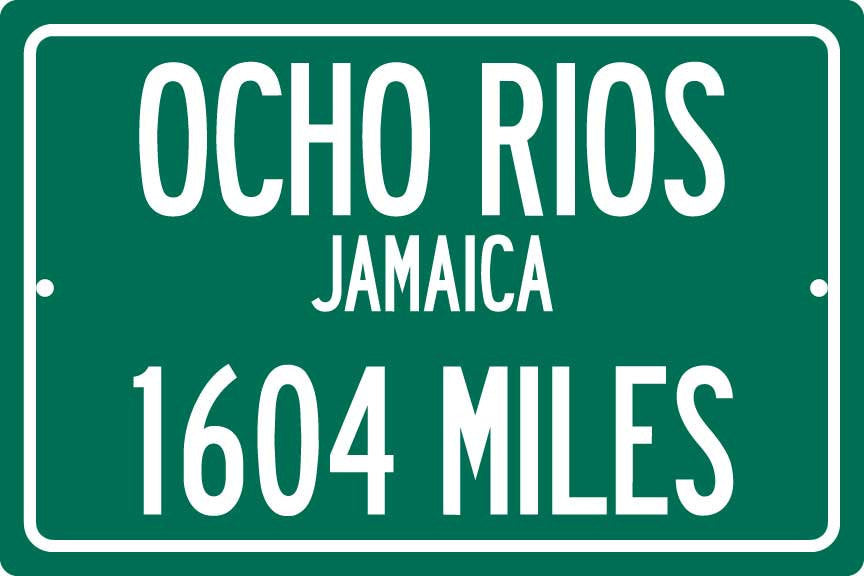 OCHO RIOS
JAMAICA
1604 MILES